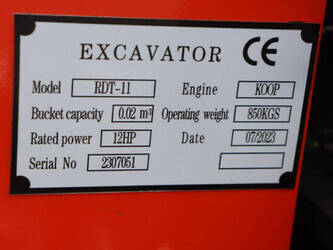 EXCAVATOR CE
Model RDT-11 Engine KOOP
Bucket capacity 0.02 m³ Operating weight 850KGS
Rated power 12HP Date 07/2023
Serial No 2307051